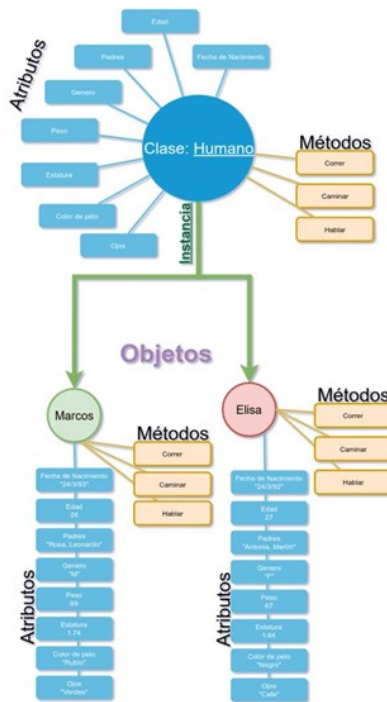 Atributos
Edad
Padres
Fecha de Nacimiento
Genero
Peso
Estatura
Color de pelo
Ojos
Clase: Humano
Métodos
Correr
Caminar
Hablar
Instancia
Objetos
Marcos
Métodos
Correr
Caminar
Hablar
Atributos
Fecha de Nacimiento
"24/3/93"
Edad
26
Padres
"Rosa, Leonardo"
Genero
"M"
Peso
69
Estatura
1.74
Color de pelo
"Rubio"
Ojos
"Verdes"
Elisa
Métodos
Correr
Caminar
Hablar
Atributos
Fecha de Nacimiento
"24/3/92"
Edad
27
Padres
"Antonia, Martin"
Genero
"F"
Peso
67
Estatura
1.64
Color de pelo
"Negro"
Ojos
"Cafe"